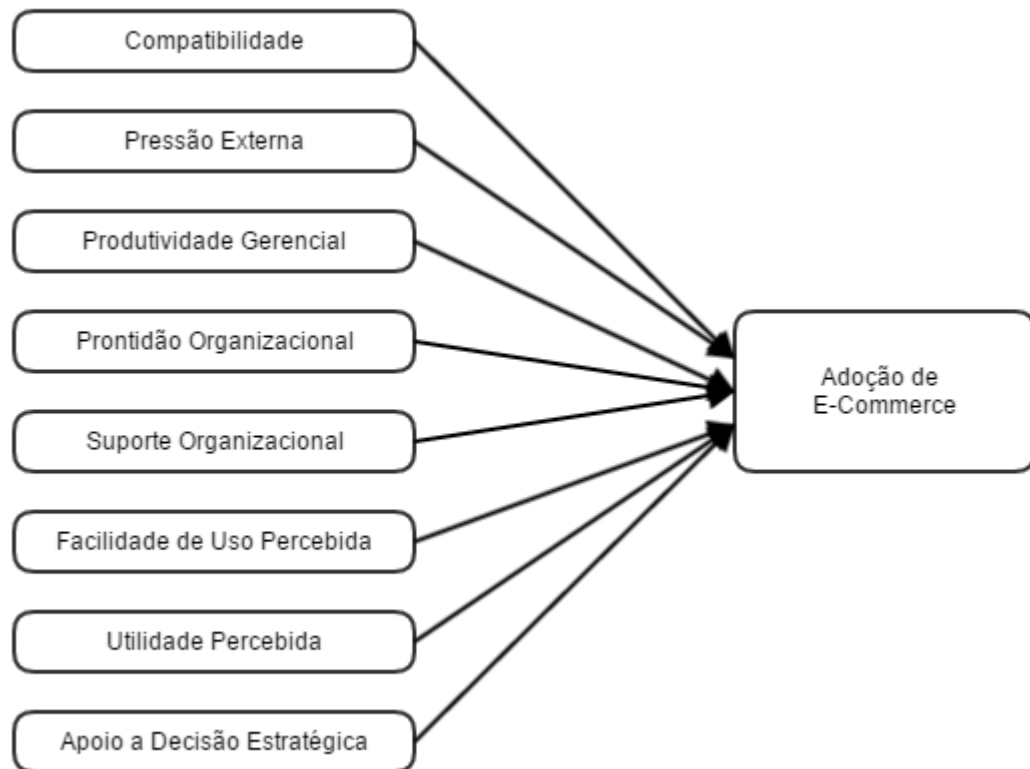 Compatibilidade
Pressão Externa
Produtividade Gerencial
Prontidão Organizacional
Suporte Organizacional
Facilidade de Uso Percebida
Utilidade Percebida
Apoio a Decisão Estratégica
Adoção de
E-Commerce